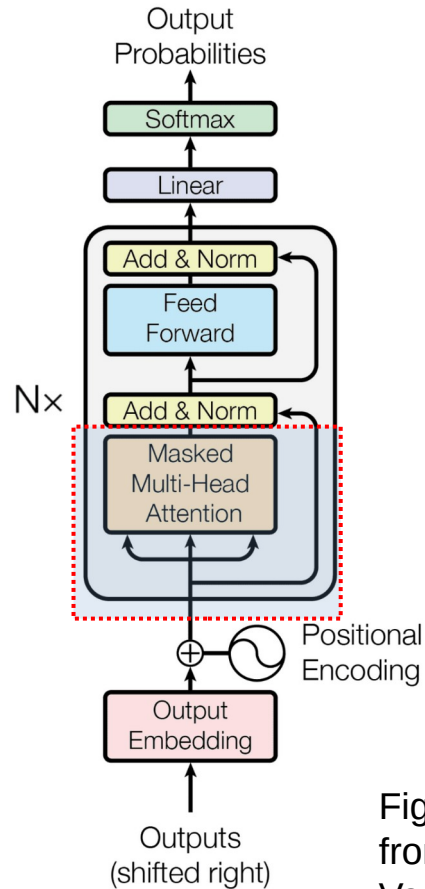 Output
Probabilities
Softmax
Linear
Add & Norm
Feed
Forward
N×
Add & Norm
Masked
Multi-Head
Attention
Positional
Encoding
Output
Embedding
Outputs
(shifted right)
Fig
from